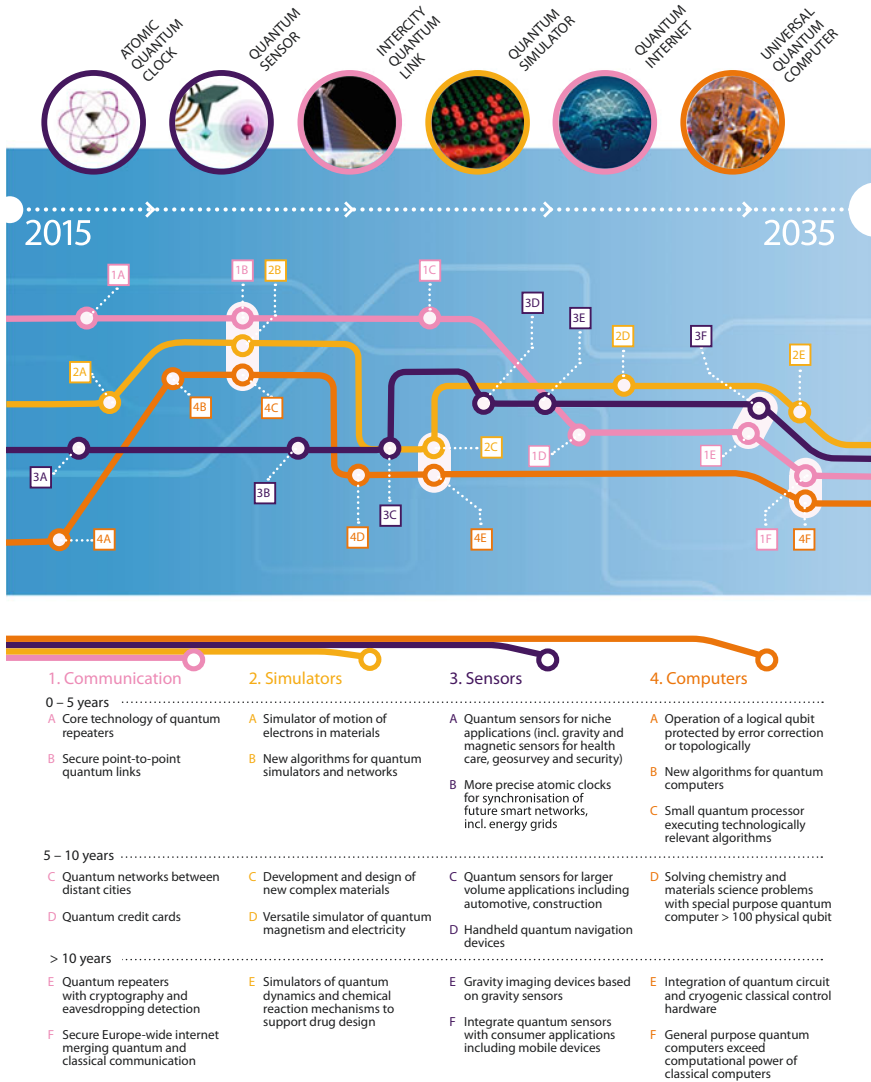 ATOMIC
QUANTUM
CLOCK
QUANTUM
SENSOR
INTERCITY
QUANTUM
LINK
QUANTUM
SIMULATOR
QUANTUM
INTERNET
UNIVERSAL
QUANTUM
COMPUTER
2015
2035
1A
1B
2B
1C
3D
3E
2D
3F
2E
2A
4B
4C
3A
3B
2C
1D
1E
3C
4A
4D
4E
1F
4F
1. Communication
2. Simulators
3. Sensors
4. Computers
0 – 5 years
A Core technology of quantum
repeaters
B Secure point-to-point
quantum links
A Simulator of motion of
electrons in materials
B New algorithms for quantum
simulators and networks
A Quantum sensors for niche
applications (incl. gravity and
magnetic sensors for health
care, geosurvey and security)
B More precise atomic clocks
for synchronisation of
future smart networks,
incl. energy grids
A Operation of a logical qubit
protected by error correction
or topologically
B New algorithms for quantum
computers
C Small quantum processor
executing technologically
relevant algorithms
5 – 10 years
C Quantum networks between
distant cities
D Quantum credit cards
C Development and design of
new complex materials
D Versatile simulator of quantum
magnetism and electricity
C Quantum sensors for larger
volume applications including
automotive, construction
D Handheld quantum navigation
devices
D Solving chemistry and
materials science problems
with special purpose quantum
computer > 100 physical qubit
> 10 years
E Quantum repeaters
with cryptography and
eavesdropping detection
F Secure Europe-wide internet
merging quantum and
classical communication
E Simulators of quantum
dynamics and chemical
reaction mechanisms to
support drug design
E Gravity imaging devices based
on gravity sensors
F Integrate quantum sensors
with consumer applications
including mobile devices
E Integration of quantum circuit
and cryogenic classical control
hardware
F General purpose quantum
computers exceed
computational power of
classical computers